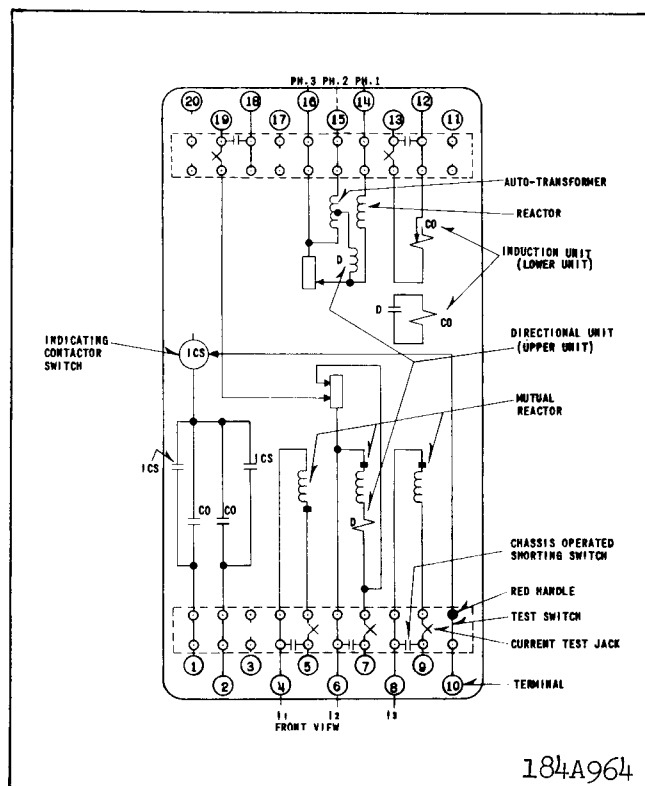 PH.3 PH.2 PH.1
20 18 16 14 12
19 17 15 13 11
AUTO-TRANSFORMER
REACTOR
CO
INDUCTION UNIT
(LOWER UNIT)
D
D
CO
DIRECTIONAL UNIT
(UPPER UNIT)
INDICATING
CONTACTOR
SWITCH
ICS
MUTUAL
REACTOR
ICS
ICS
CO
CO
D
CHASSIS OPERATED
SHORTING SWITCH
RED HANDLE
TEST SWITCH
CURRENT TEST JACK
1 3 5 7 9
2 4 6 8 10
TERMINAL
I1 I2 I3
FRONT VIEW
184A964